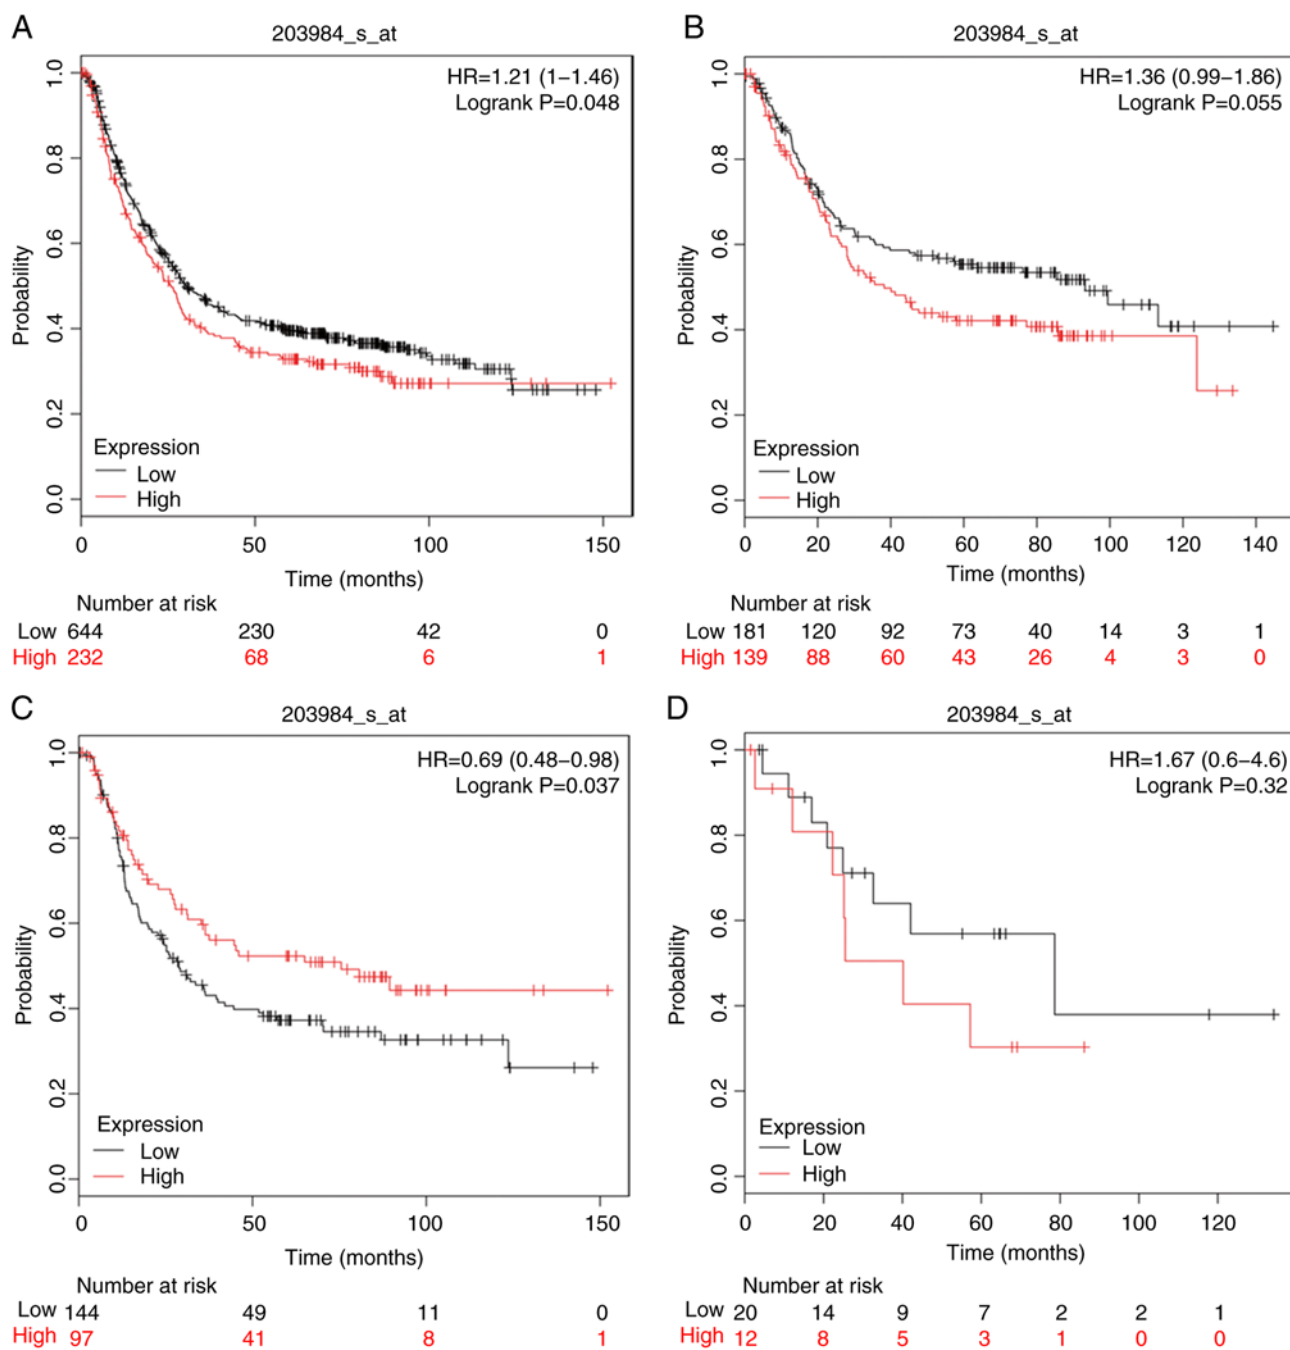 A
203984_s_at
HR=1.21 (1–1.46)
Logrank P=0.048
Probability
1.0
0.8
0.6
0.4
0.2
0.0
Expression
Low
High
0 50 100 150
Time (months)
Number at risk
Low 644 230 42 0
High 232 68 6 1
B
203984_s_at
HR=1.36 (0.99–1.86)
Logrank P=0.055
Probability
1.0
0.8
0.6
0.4
0.2
0.0
Expression
Low
High
0 20 40 60 80 100 120 140
Time (months)
Number at risk
Low 181 120 92 73 40 14 3 1
High 139 88 60 43 26 4 3 0
C
203984_s_at
HR=0.69 (0.48–0.98)
Logrank P=0.037
Probability
1.0
0.8
0.6
0.4
0.2
0.0
Expression
Low
High
0 50 100 150
Time (months)
Number at risk
Low 144 49 11 0
High 97 41 8 1
D
203984_s_at
HR=1.67 (0.6–4.6)
Logrank P=0.32
Probability
1.0
0.8
0.6
0.4
0.2
0.0
Expression
Low
High
0 20 40 60 80 100 120
Time (months)
Number at risk
Low 20 14 9 7 2 2 1
High 12 8 5 3 1 0 0